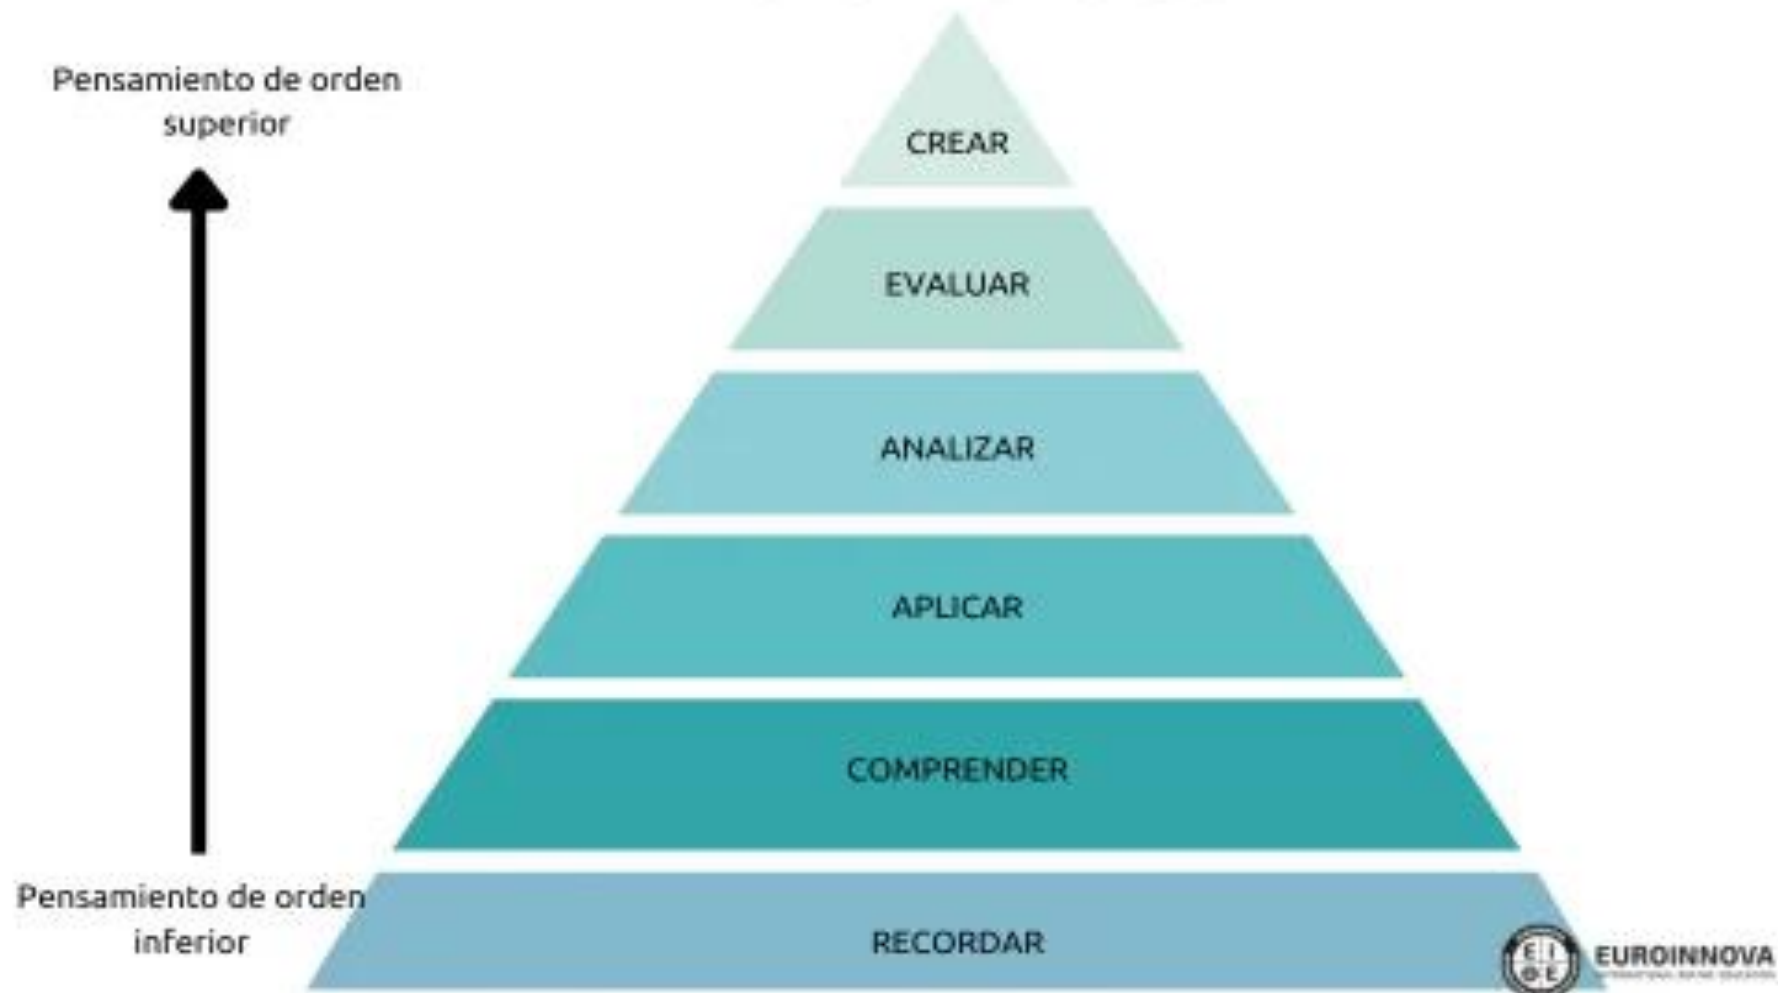 Pensamiento de orden
superior
CREAR
EVALUAR
ANALIZAR
APLICAR
COMPRENDER
Pensamiento de orden
inferior
RECORDAR
EUROINNOVA